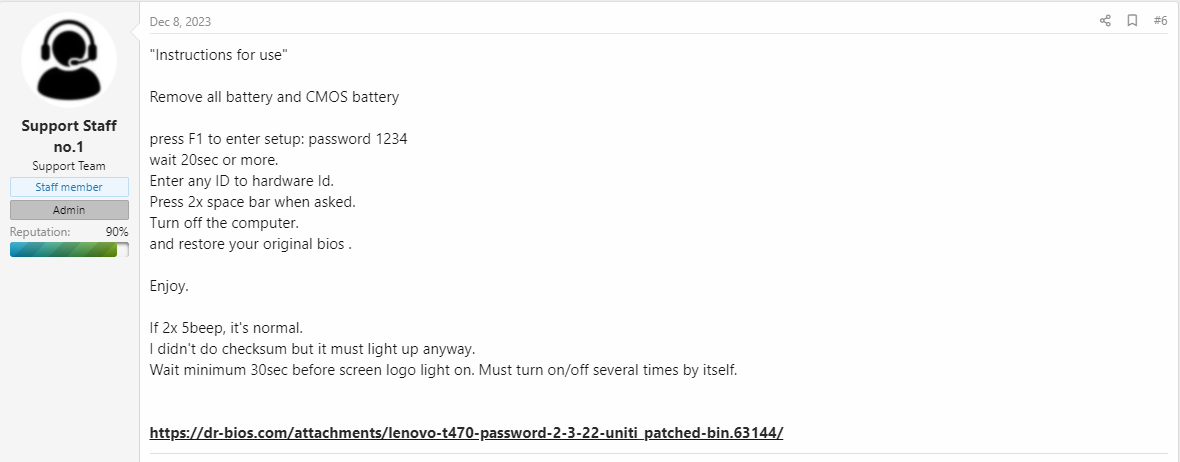 Dec 8, 2023
#6
"Instructions for use"
Remove all battery and CMOS battery
press F1 to enter setup: password 1234
wait 20sec or more.
Enter any ID to hardware Id.
Press 2x space bar when asked.
Turn off the computer.
and restore your original bios .
Enjoy.
If 2x 5beep, it's normal.
I didn't do checksum but it must light up anyway.
Wait minimum 30sec before screen logo light on. Must turn on/off several times by itself.
https://dr-bios.com/attachments/lenovo-t470-password-2-3-22-uniti_patched-bin.63144/
Support Staff
no.1
Support Team
Staff member
Admin
Reputation: 90%